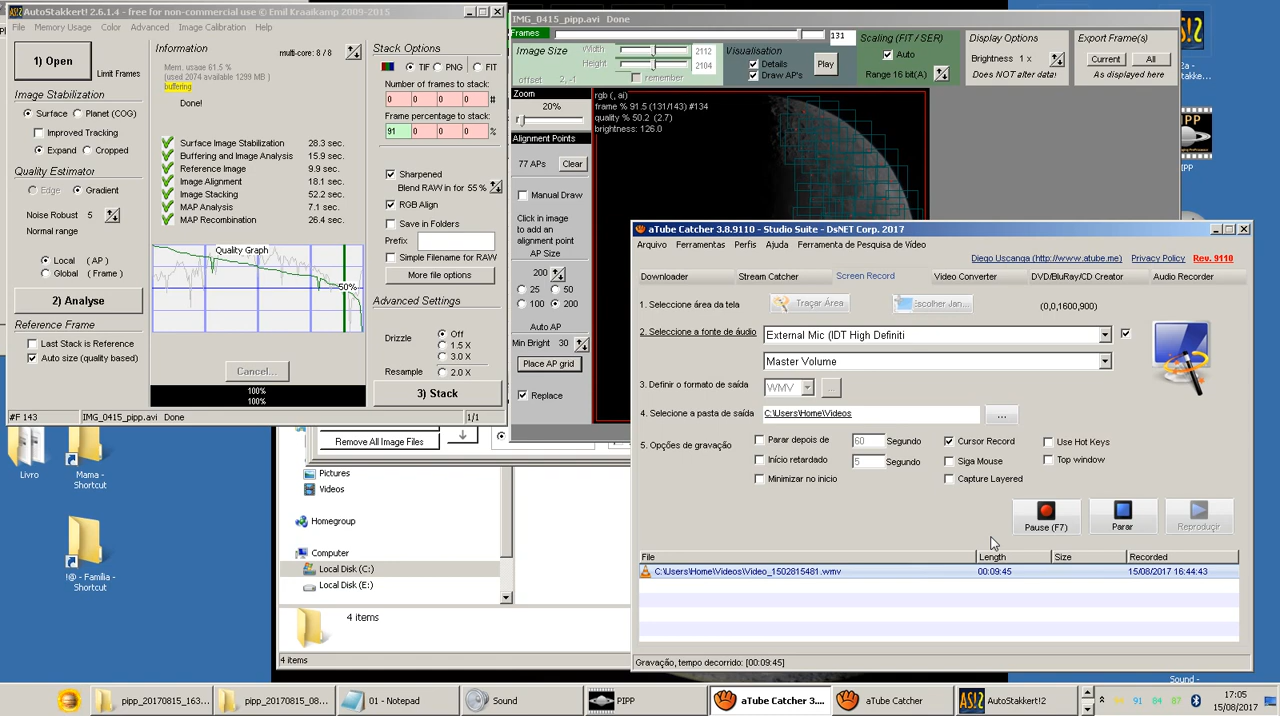 AutoStakkert! 2.6.1.4 - free for non-commercial use © Emil Kraaikamp 2009-2015
File Memory Usage Color Advanced Image Calibration Help
1) Open
Limit Frames
Image Stabilization
Surface Planet (COG)
Improved Tracking
Expand Cropped
Quality Estimator
Edge Gradient
Noise Robust 5
Normal range
Local (AP)
Global (Frame)
2) Analyse
Reference Frame
Last Stack is Reference
Auto size (quality based)
#F 143 IMG_0415_pipp.avi Done 1/1
Information
multi-core: 8 / 8
Mem. usage 61.5 %
(used 2074 available 1299 MB )
buffering
Done!
Surface Image Stabilization 28.3 sec.
Buffering and Image Analysis 15.9 sec.
Reference Image 9.9 sec.
Image Alignment 18.1 sec.
Image Stacking 52.2 sec.
MAP Analysis 7.1 sec.
MAP Recombination 26.4 sec.
Quality Graph
50%
Cancel...
100%
100%
Stack Options
TIF PNG FIT
Number of frames to stack:
0 0 0 0 #
Frame percentage to stack:
91 0 0 0 %
Sharpened
Blend RAW in for 55 %
RGB Align
Save in Folders
Prefix
Simple Filename for RAW
More file options
Advanced Settings
Drizzle
Off
1.5 X
3.0 X
Resample 2.0 X
3) Stack
IMG_0415_pipp.avi Done
Frames 131
Image Size
Width 2112
Height 2104
offset 2, -1 remember
Visualisation
Details
Draw AP's
Play
Scaling (FIT / SER)
Auto
Range 16 bit(A)
Display Options
Brightness 1 x
Does NOT alter data!
Export Frame(s)
Current All
As displayed here
Zoom
20%
Alignment Points
77 APs Clear
Manual Draw
Click in image
to add an
alignment point
AP Size
200
25 50
100 200
Auto AP
Min Bright 30
Place AP grid
Replace
rgb (, ai)
frame % 91.5 (131/143) #134
quality % 50.2 (2.7)
brightness: 126.0
aTube Catcher 3.8.9110 - Studio Suite - DsNET Corp. 2017
Arquivo Ferramentas Perfis Ajuda Ferramenta de Pesquisa de Vídeo
Diego Uscanga (http://www.atube.me) Privacy Policy Rev. 9110
Downloader Stream Catcher Screen Record Video Converter DVD/BluRay/CD Creator Audio Recorder
1. Seleccione área da tela Traçar Área Escolher Jan... (0,0,1600,900)
2. Seleccione a fonte de áudio External Mic (IDT High Definiti
Master Volume
3. Definir o formato de saída WMV ...
4. Selecione a pasta de saída C:\Users\Home\Videos ...
5. Opções de gravação Parar depois de 60 Segundo Cursor Record Use Hot Keys
Início retardado 5 Segundo Siga Mouse Top window
Minimizar no inicio Capture Layered
Pause (F7) Parar Reproduçir
File Length Size Recorded
C:\Users\Home\Videos\Video_1502815481.wmv 00:09:45 15/08/2017 16:44:43
Gravação, tempo decorrido: [00:09:45]
Remove All Image Files
Pictures
Videos
Homegroup
Computer
Local Disk (C:)
Local Disk (E:)
4 items
4 items
Livro
Mama -
Shortcut
!@ - Familia -
Shortcut
Sound -
pipp_20170815_163... pipp_20170815_08... 01 - Notepad Sound PIPP aTube Catcher 3.... aTube Catcher AutoStakkert! 91 84 87 17:05
15/08/2017